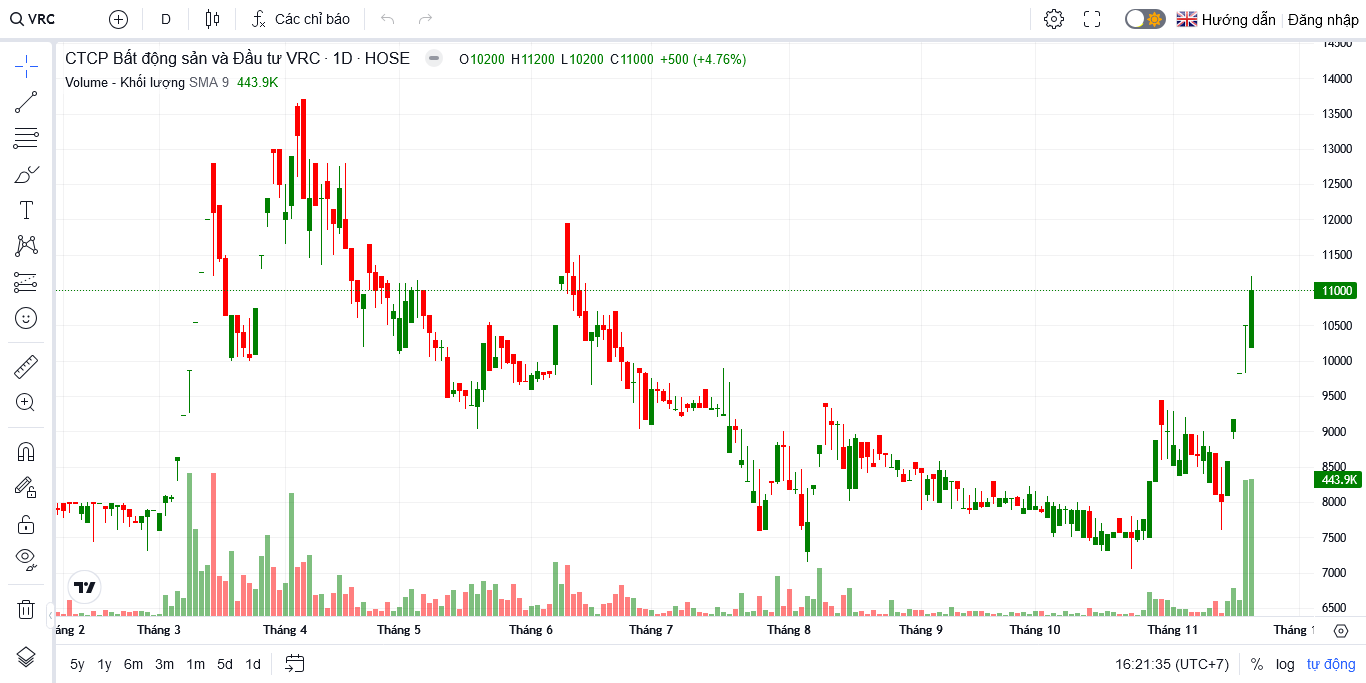 VRC D Các chỉ báo Hướng dẫn Đăng nhập
CTCP Bất động sản và Đầu tư VRC · 1D · HOSE O10200 H11200 L10200 C11000 +500 (+4.76%)
Volume - Khối lượng SMA 9 443.9K
14500
14000
13500
13000
12500
12000
11500
11000
10500
10000
9500
9000
8500
443.9K
8000
7500
7000
6500
áng 2 Tháng 3 Tháng 4 Tháng 5 Tháng 6 Tháng 7 Tháng 8 Tháng 9 Tháng 10 Tháng 11 Tháng 1
5y 1y 6m 3m 1m 5d 1d 16:21:35 (UTC+7) % log tự động